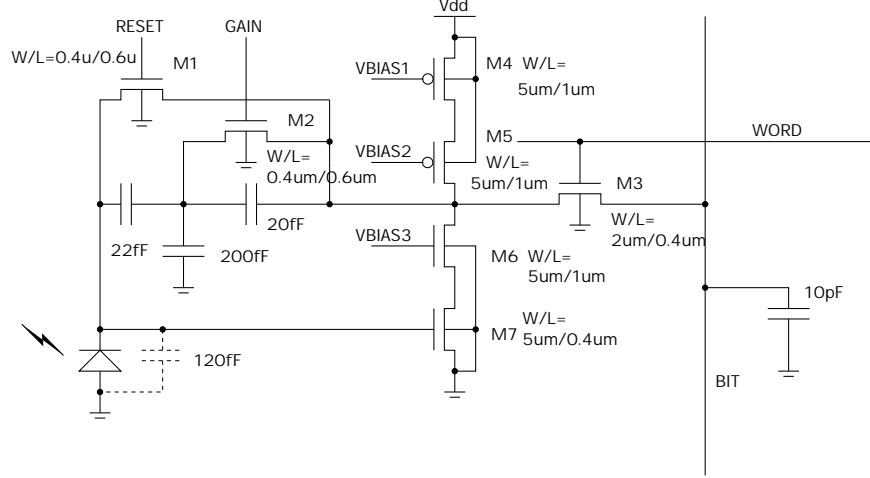 Vdd
RESET
GAIN
W/L=0.4u/0.6u
M1
VBIAS1
M4 W/L=
5um/1um
M2
M5
WORD
VBIAS2
W/L=
0.4um/0.6um
W/L=
5um/1um
M3
W/L=
2um/0.4um
20fF
22fF
200fF
VBIAS3
M6 W/L=
5um/1um
10pF
W/L=
M7 5um/0.4um
120fF
BIT